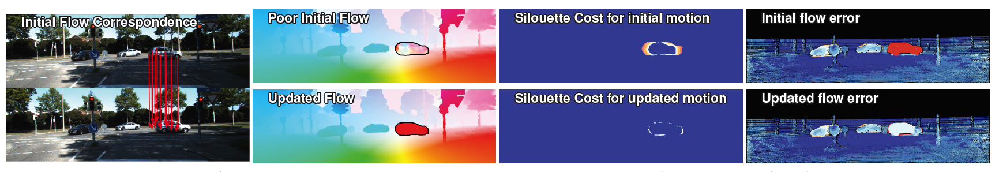 Initial Flow Correspondence
Poor Initial Flow
Silouette Cost for initial motion
Initial flow error
Updated Flow
Silouette Cost for updated motion
Updated flow error